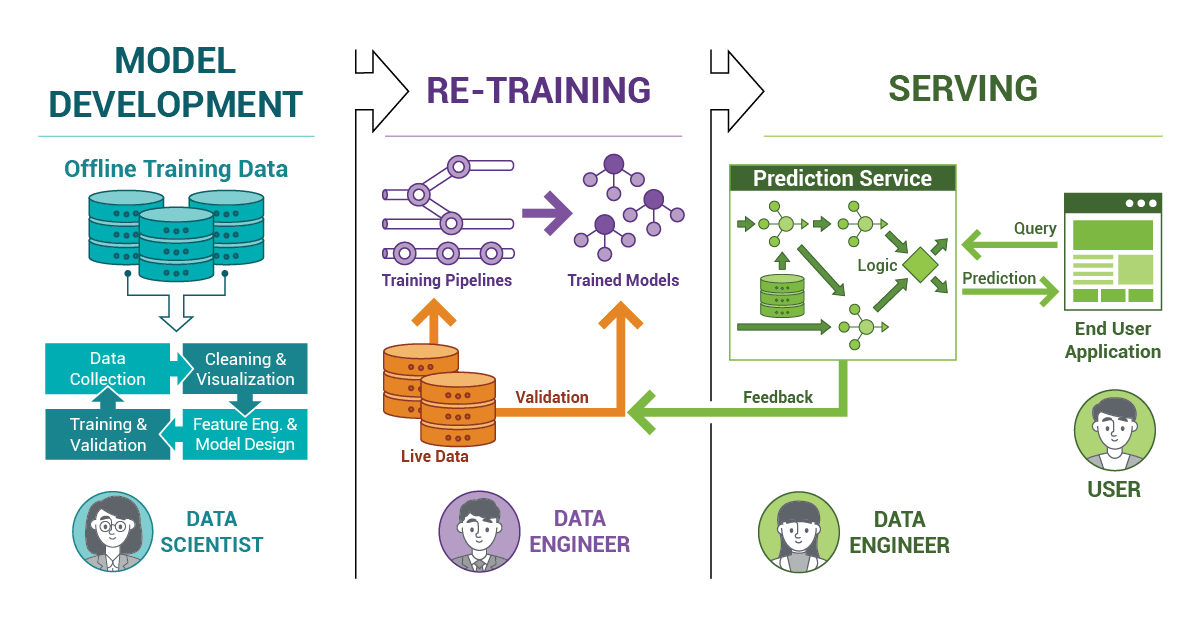 MODEL
DEVELOPMENT
Offline Training Data
Data
Collection
Cleaning &
Visualization
Training &
Validation
Feature Eng. &
Model Design
DATA
SCIENTIST
RE-TRAINING
Training Pipelines
Trained Models
Validation
Live Data
DATA
ENGINEER
SERVING
Prediction Service
Logic
Query
Prediction
End User
Application
Feedback
USER
DATA
ENGINEER